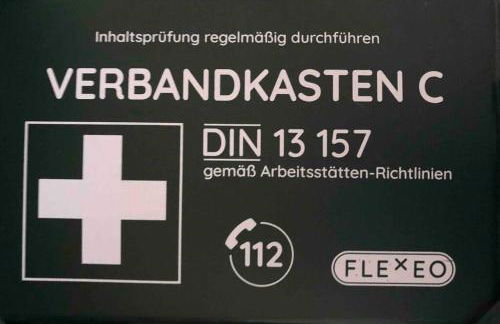 Inhaltsprüfung regelmäßig durchführen
VERBANDKASTEN C
DIN 13 157
gemäß Arbeitsstätten-Richtlinien
112
FLEXEO